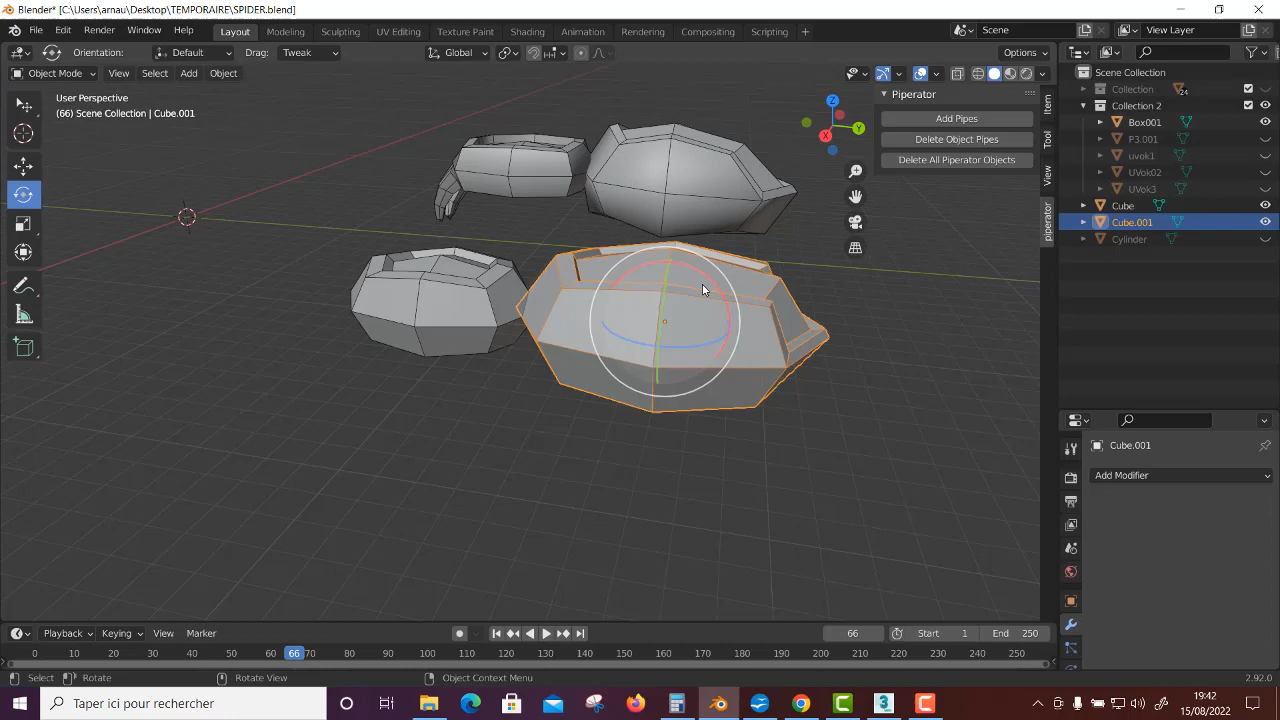 Blender* [C:\Users\arnau\Desktop\TEMPORAIRE\SPIDER.blend]
File Edit Render Window Help Layout Modeling Sculpting UV Editing Texture Paint Shading Animation Rendering Compositing Scripting + Scene View Layer
Orientation: Default Drag: Tweak Global Options
Object Mode View Select Add Object
User Perspective
(66) Scene Collection | Cube.001
Z
Y
X
Piperator
Add Pipes
Delete Object Pipes
Delete All Piperator Objects
Item
Tool
View
piperator
Scene Collection
Collection 24
Collection 2
Box001
P3.001
uvok1
UVok02
UVok3
Cube
Cube.001
Cylinder
Cube.001
Add Modifier
Playback Keying View Marker 66 Start 1 End 250
0 10 20 30 40 50 60 66 70 80 90 100 110 120 130 140 150 160 170 180 190 200 210 220 230 240 250
Select Rotate Rotate View Object Context Menu 2.92.0
Taper ici pour rechercher
19:42
15/08/2022